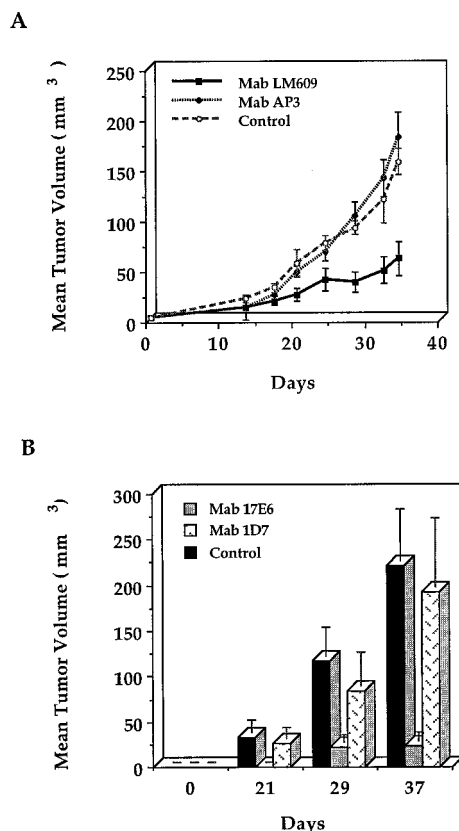 A
Mean Tumor Volume ( mm 3 )
250
200
150
100
50
0
Mab LM609
Mab AP3
Control
0 10 20 30 40
Days
B
Mean Tumor Volume ( mm 3 )
300
250
200
150
100
50
0
Mab 17E6
Mab 1D7
Control
0 21 29 37
Days